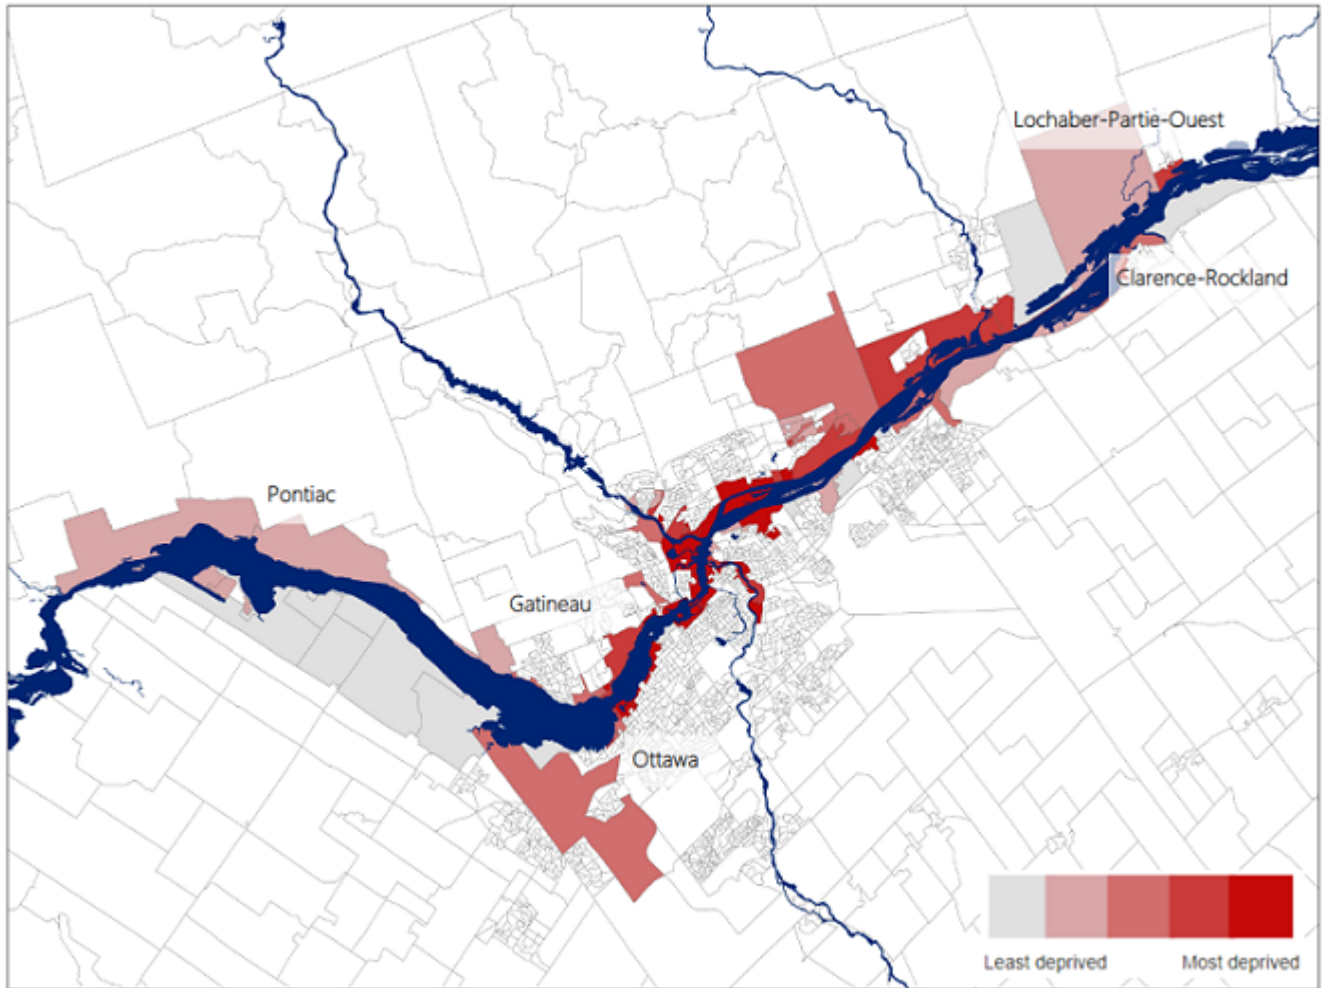 Lochaber-Partie-Ouest
Clarence-Rockland
Pontiac
Gatineau
Ottawa
Least deprived
Most deprived